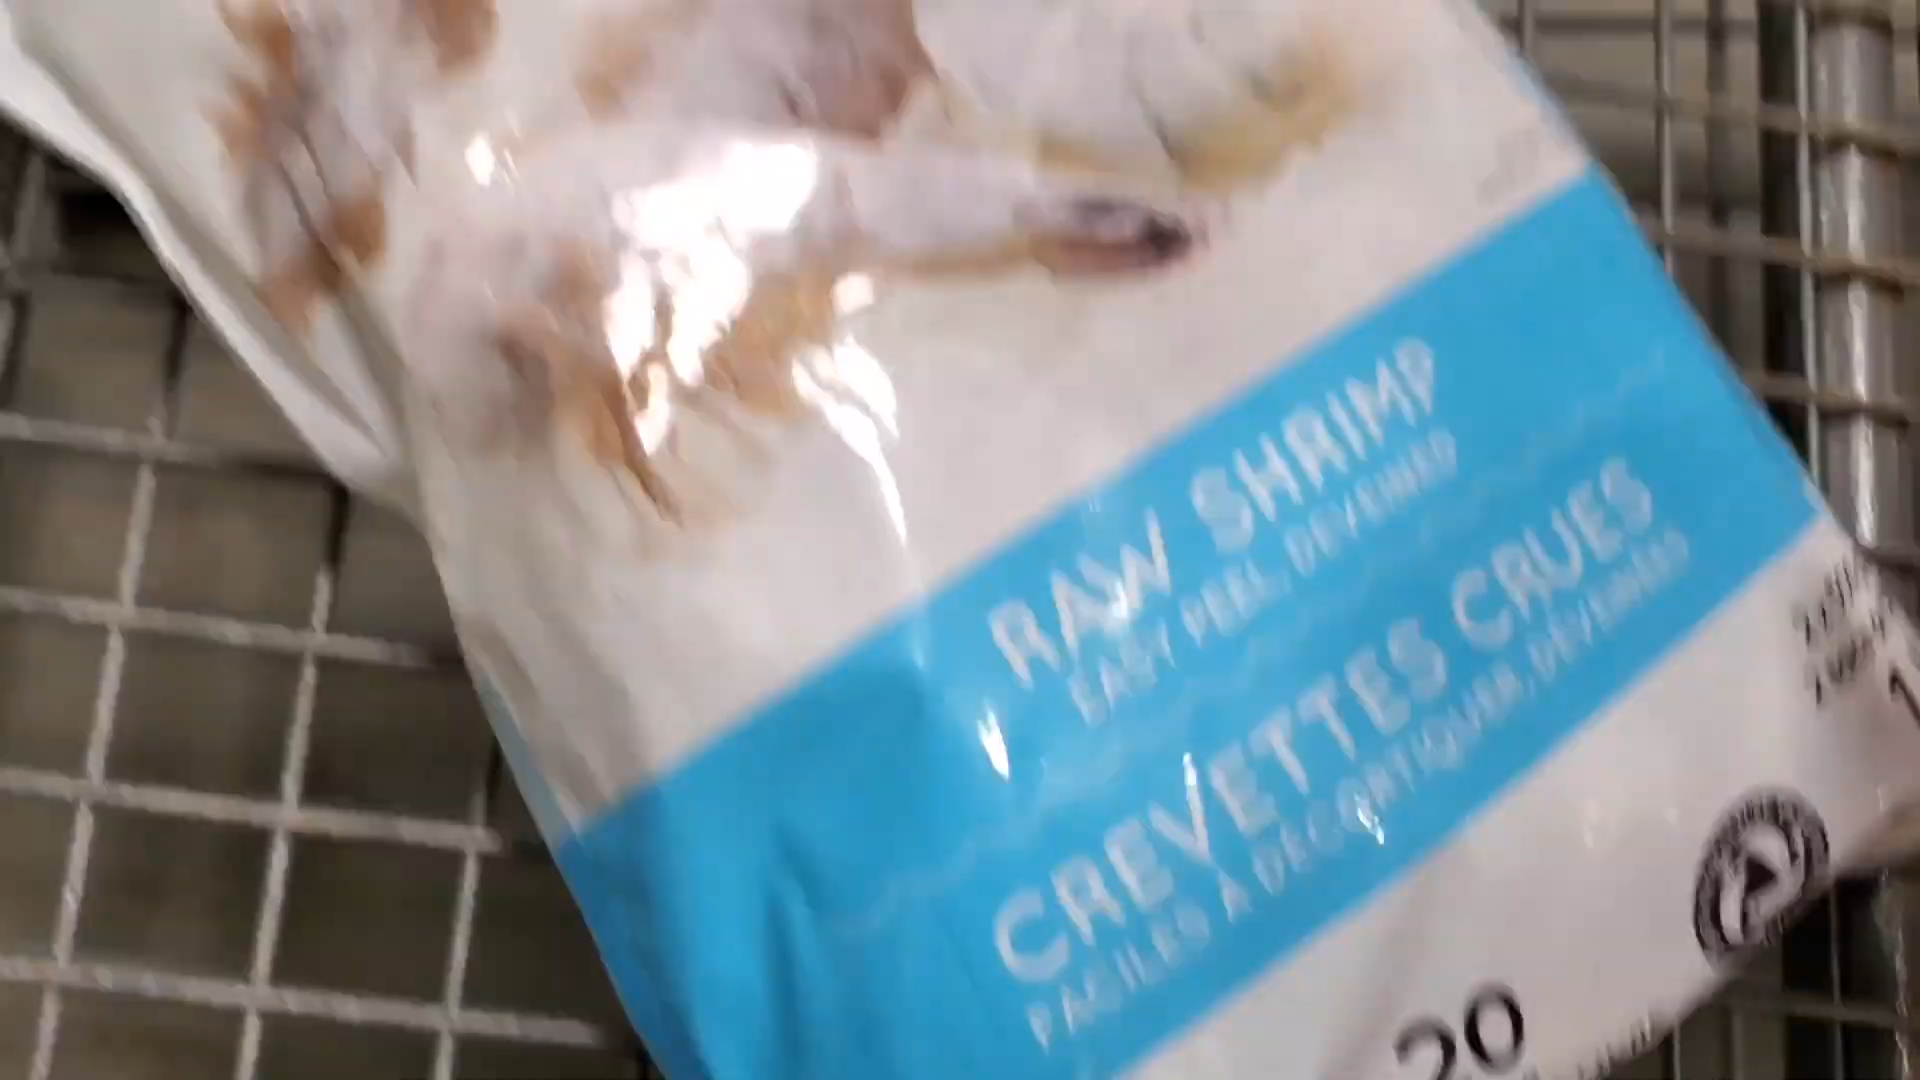 RAW SHRIMP
EASY PEEL, DEVEINED
CREVETTES CRUES
FACILES À DÉCORTIQUER, DÉVEINÉES
20